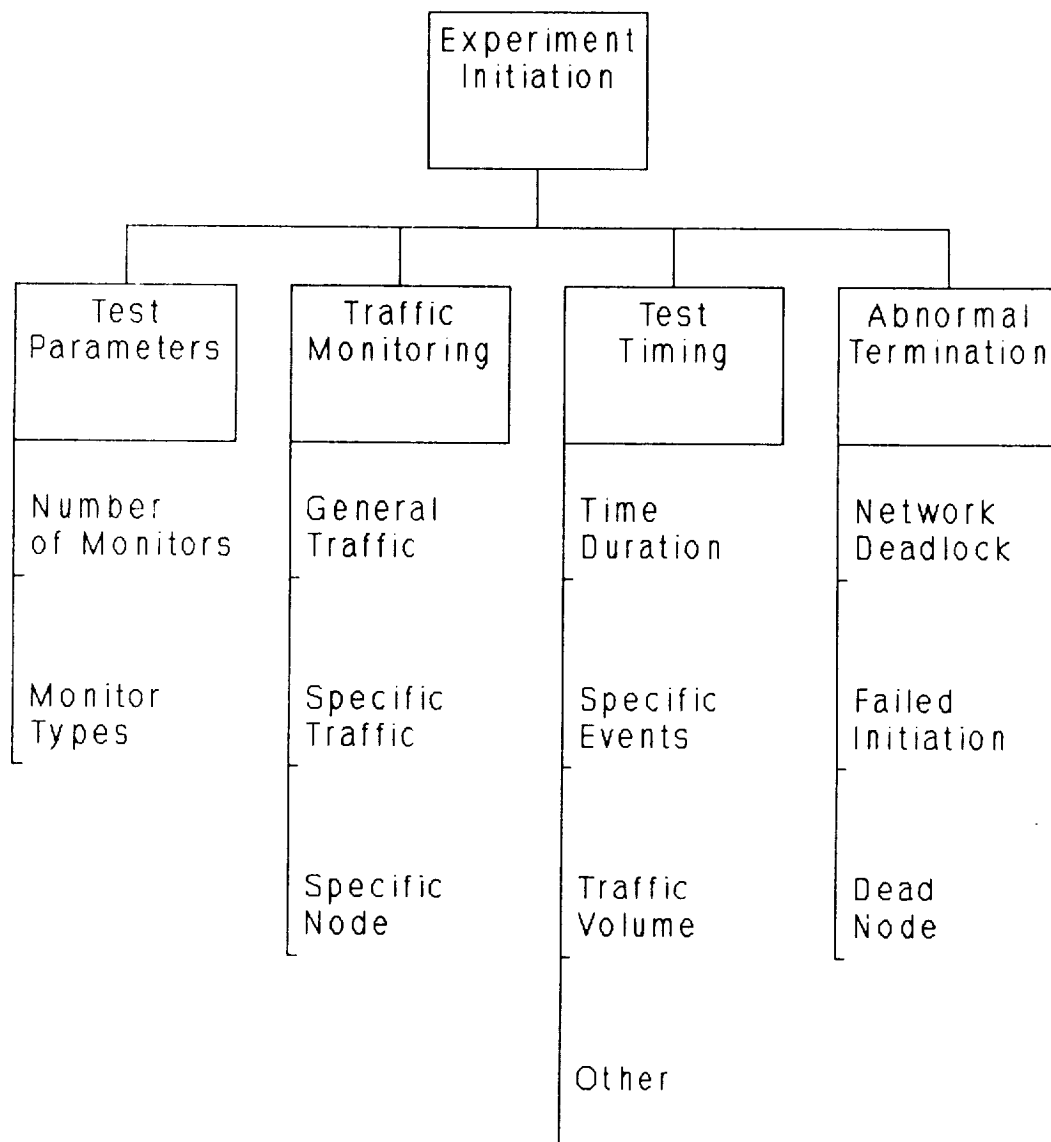 Experiment
Initiation
Test
Parameters
Number
of Monitors
Monitor
Types
Traffic
Monitoring
General
Traffic
Specific
Traffic
Specific
Node
Test
Timing
Time
Duration
Specific
Events
Traffic
Volume
Other
Abnormal
Termination
Network
Deadlock
Failed
Initiation
Dead
Node